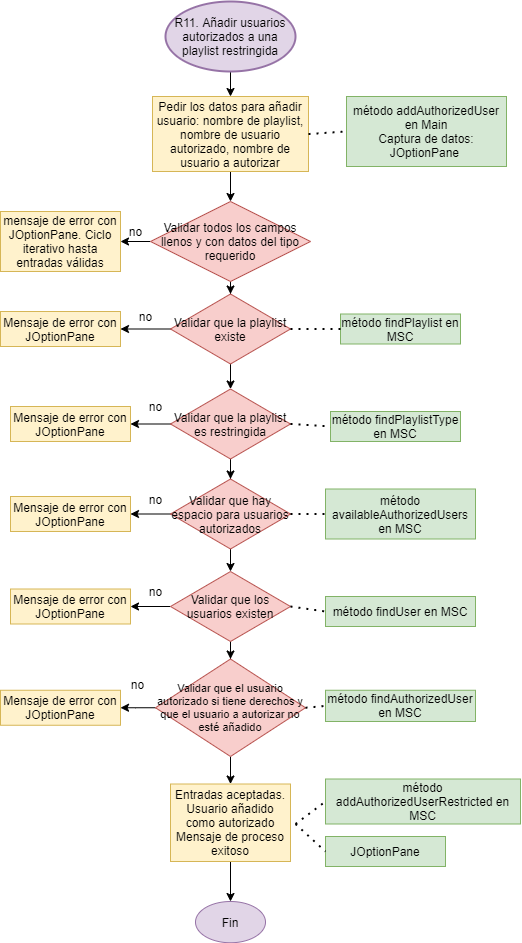 R11. Añadir usuarios
autorizados a una
playlist restringida
Pedir los datos para añadir
usuario: nombre de playlist,
nombre de usuario
autorizado, nombre de
usuario a autorizar
método addAuthorizedUser
en Main
Captura de datos:
JOptionPane
Validar todos los campos
llenos y con datos del tipo
requerido
no
mensaje de error con
JOptionPane. Ciclo
iterativo hasta
entradas válidas
Validar que la playlist
existe
no
Mensaje de error con
JOptionPane
método findPlaylist en
MSC
Validar que la playlist
es restringida
no
Mensaje de error con
JOptionPane
método findPlaylistType
en MSC
Validar que hay
espacio para usuarios
autorizados
no
Mensaje de error con
JOptionPane
método
availableAuthorizedUsers
en MSC
Validar que los
usuarios existen
no
Mensaje de error con
JOptionPane
método findUser en MSC
Validar que el usuario
autorizado si tiene derechos y
que el usuario a autorizar no
esté añadido
no
Mensaje de error con
JOptionPane
método findAuthorizedUser
en MSC
Entradas aceptadas.
Usuario añadido
como autorizado
Mensaje de proceso
exitoso
método
addAuthorizedUserRestricted en
MSC
JOptionPane
Fin